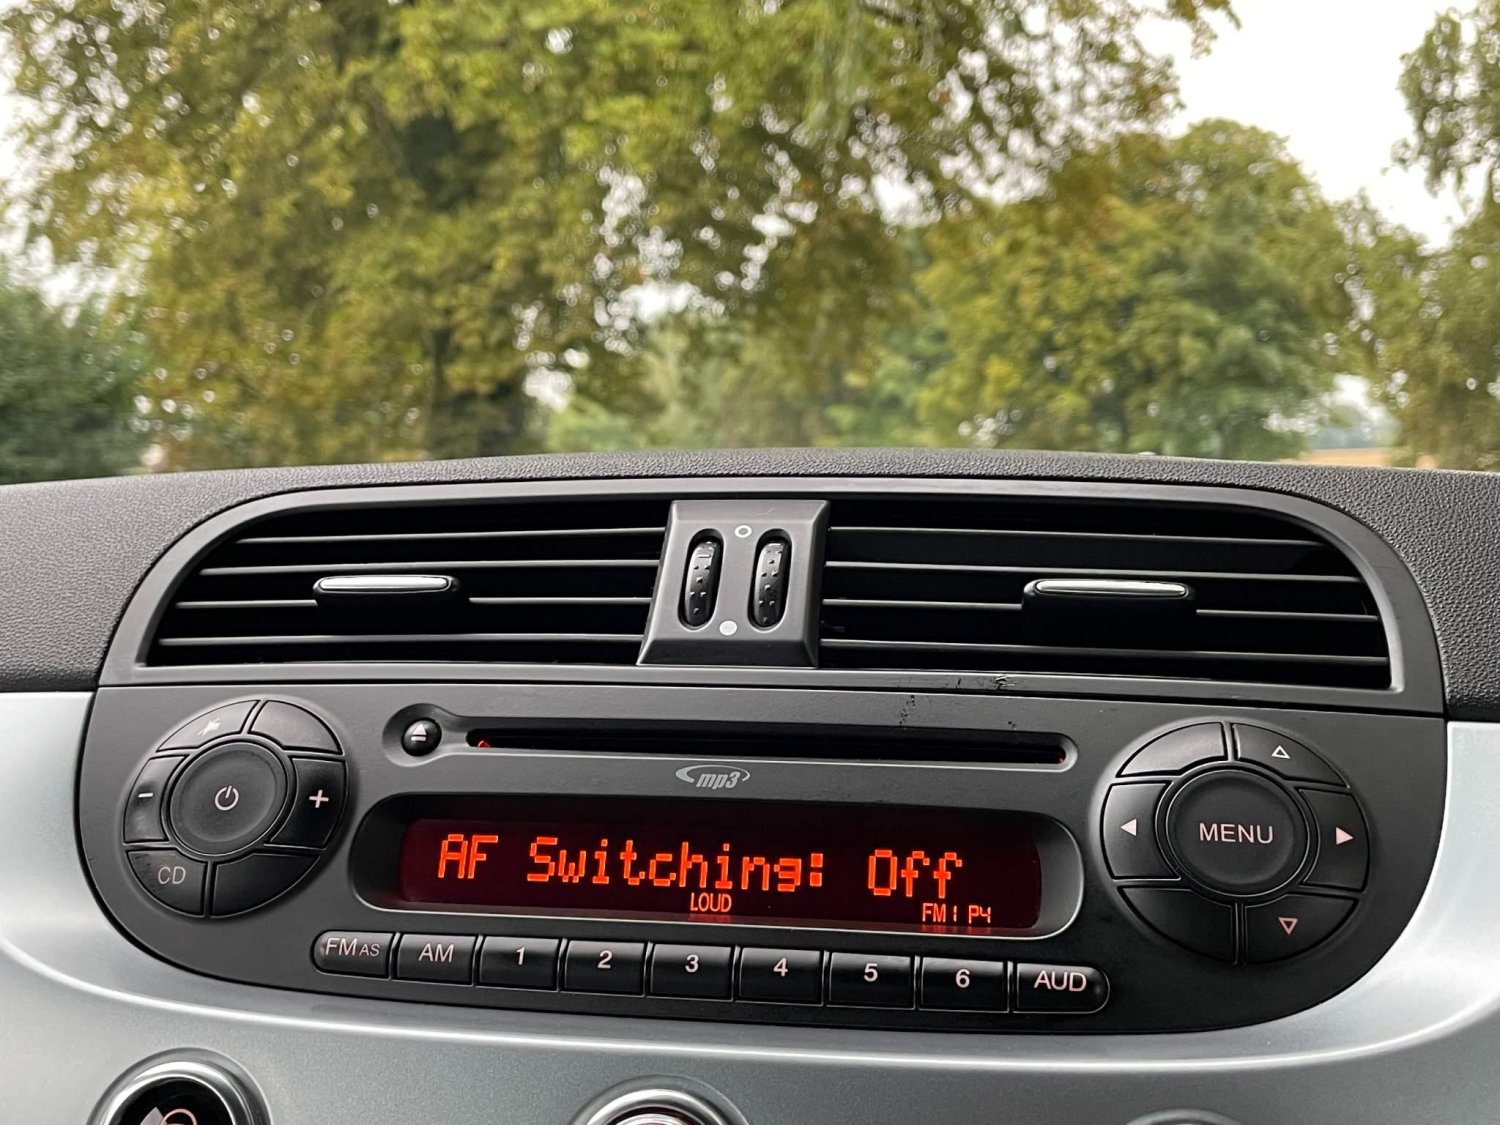 mp3
CD
MENU
AF Switching: Off
LOUD
FM1 P4
FM AS
AM
1
2
3
4
5
6
AUD